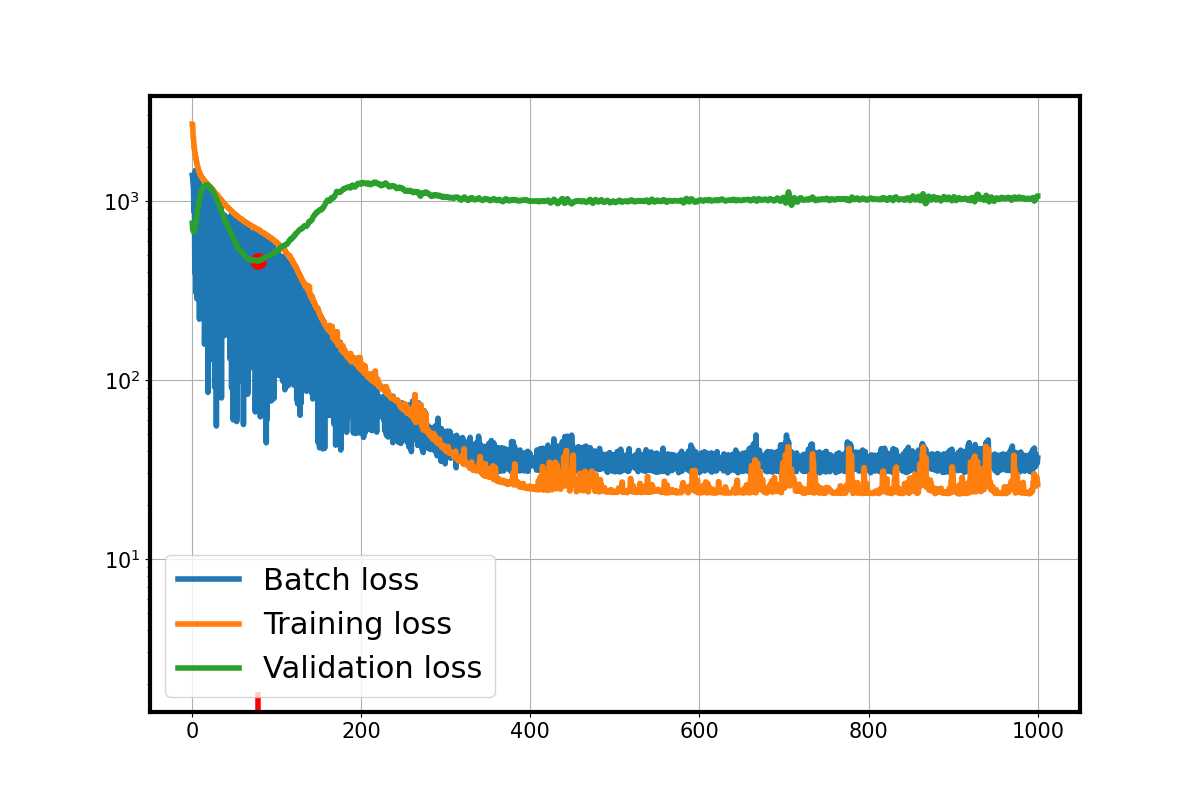 10³
10²
10¹
Batch loss
Training loss
Validation loss
0 200 400 600 800 1000